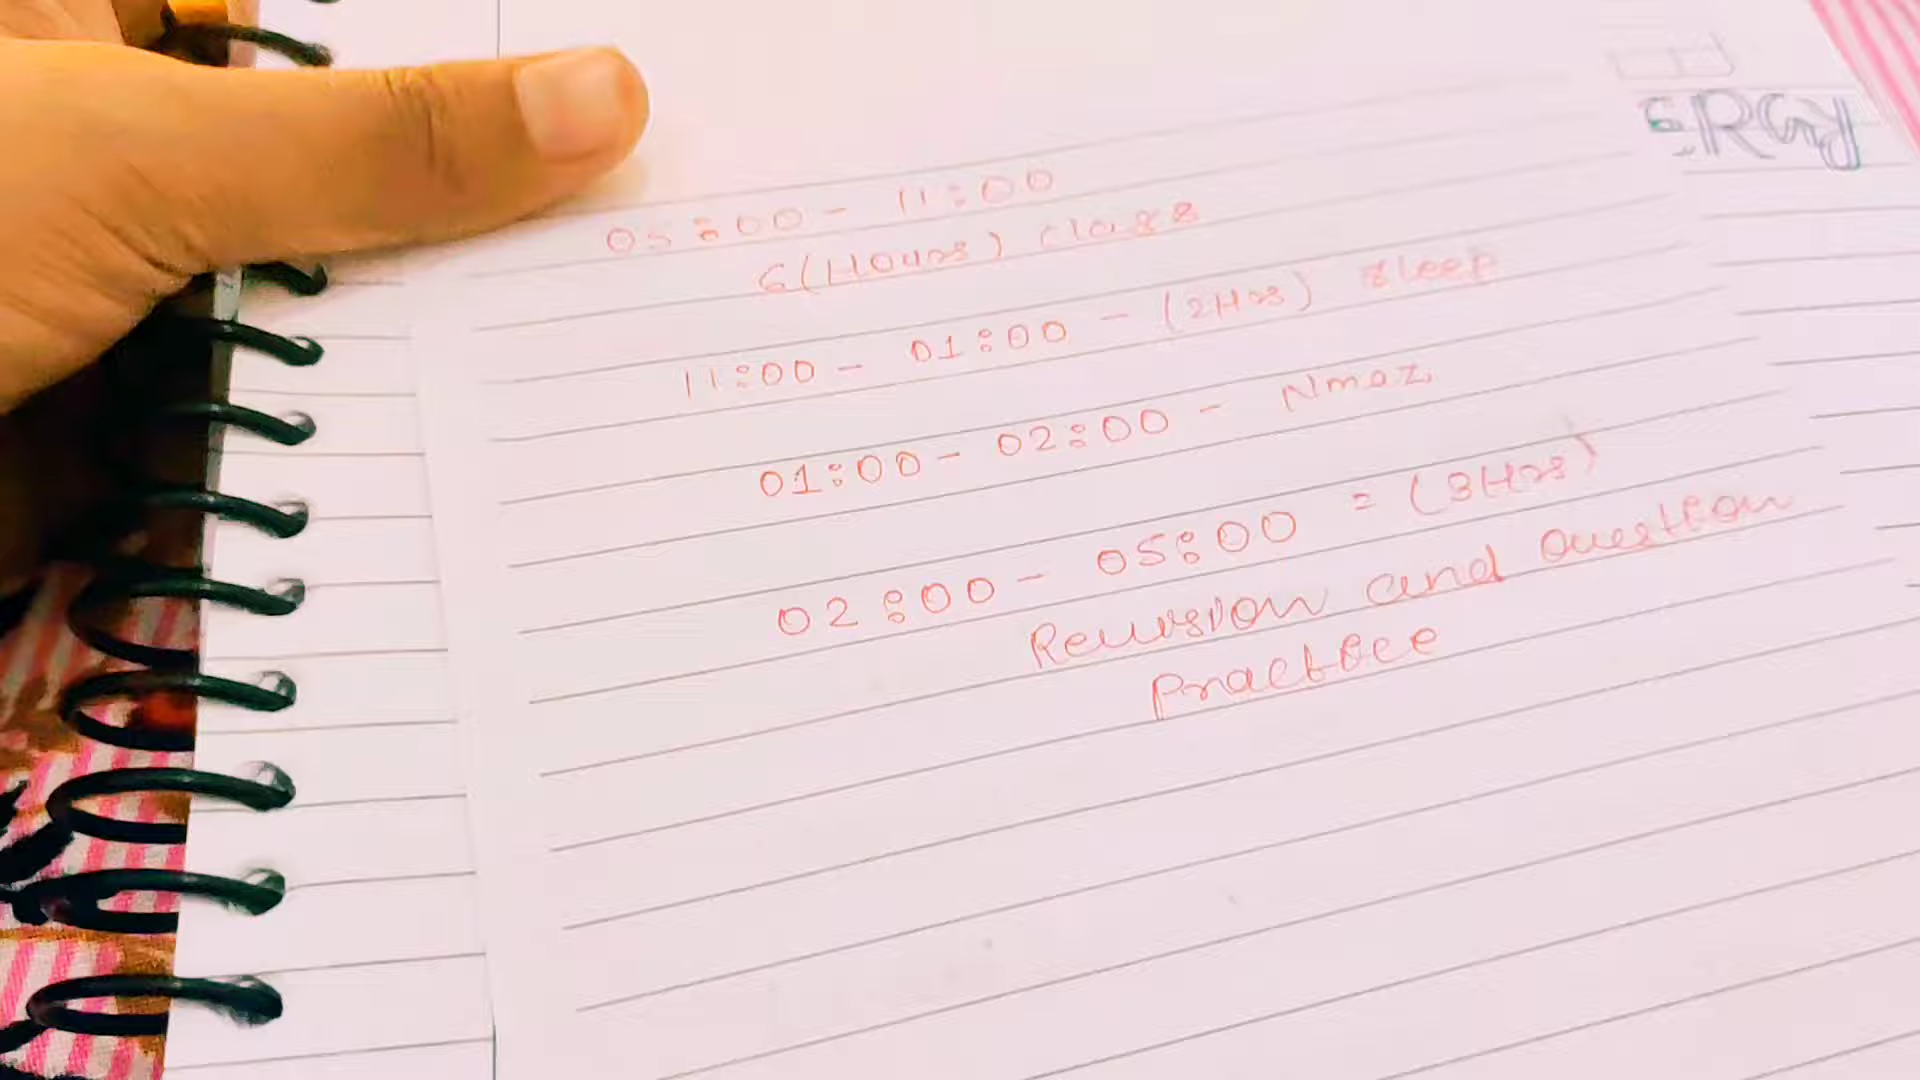 05:00 - 11:00
6 (Hours) class
11:00 - 01:00 - (2Hrs) sleep
01:00 - 02:00 - Nmaz
02:00 - 05:00 = (3Hrs)
Revision and Question
practice